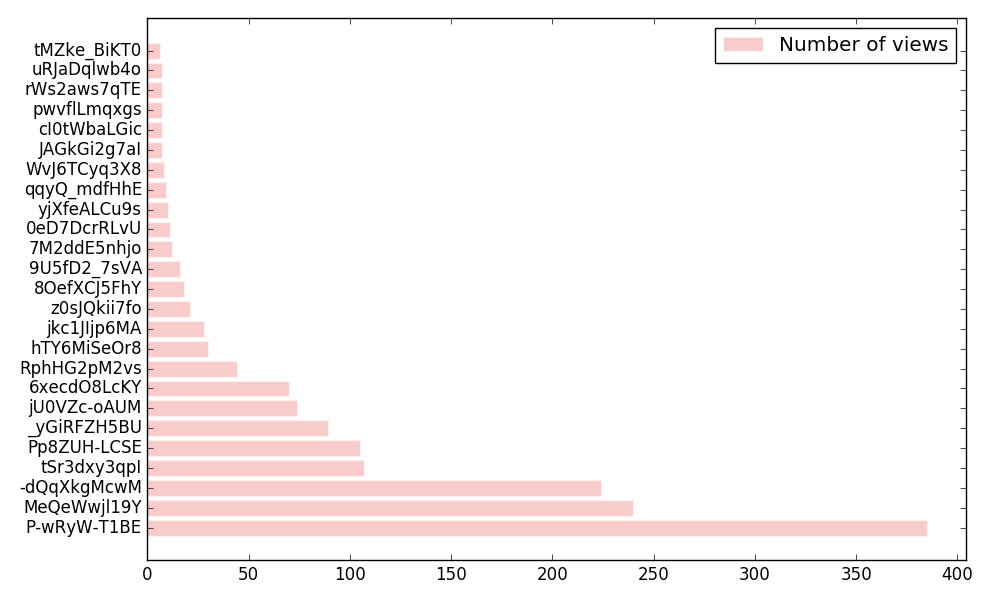 Number of views
tMZke_BiKT0
uRJaDqlwb4o
rWs2aws7qTE
pwvflLmqxgs
cI0tWbaLGic
JAGkGi2g7aI
WvJ6TCyq3X8
qqyQ_mdfHhE
yjXfeALCu9s
0eD7DcrRLvU
7M2ddE5nhjo
9U5fD2_7sVA
8OefXCJ5FhY
z0sJQkii7fo
jkc1JIjp6MA
hTY6MiSeOr8
RphHG2pM2vs
6xecdO8LcKY
jU0VZc-oAUM
_yGiRFZH5BU
Pp8ZUH-LCSE
tSr3dxy3qpI
-dQqXkgMcwM
MeQeWwjl19Y
P-wRyW-T1BE
0 50 100 150 200 250 300 350 400